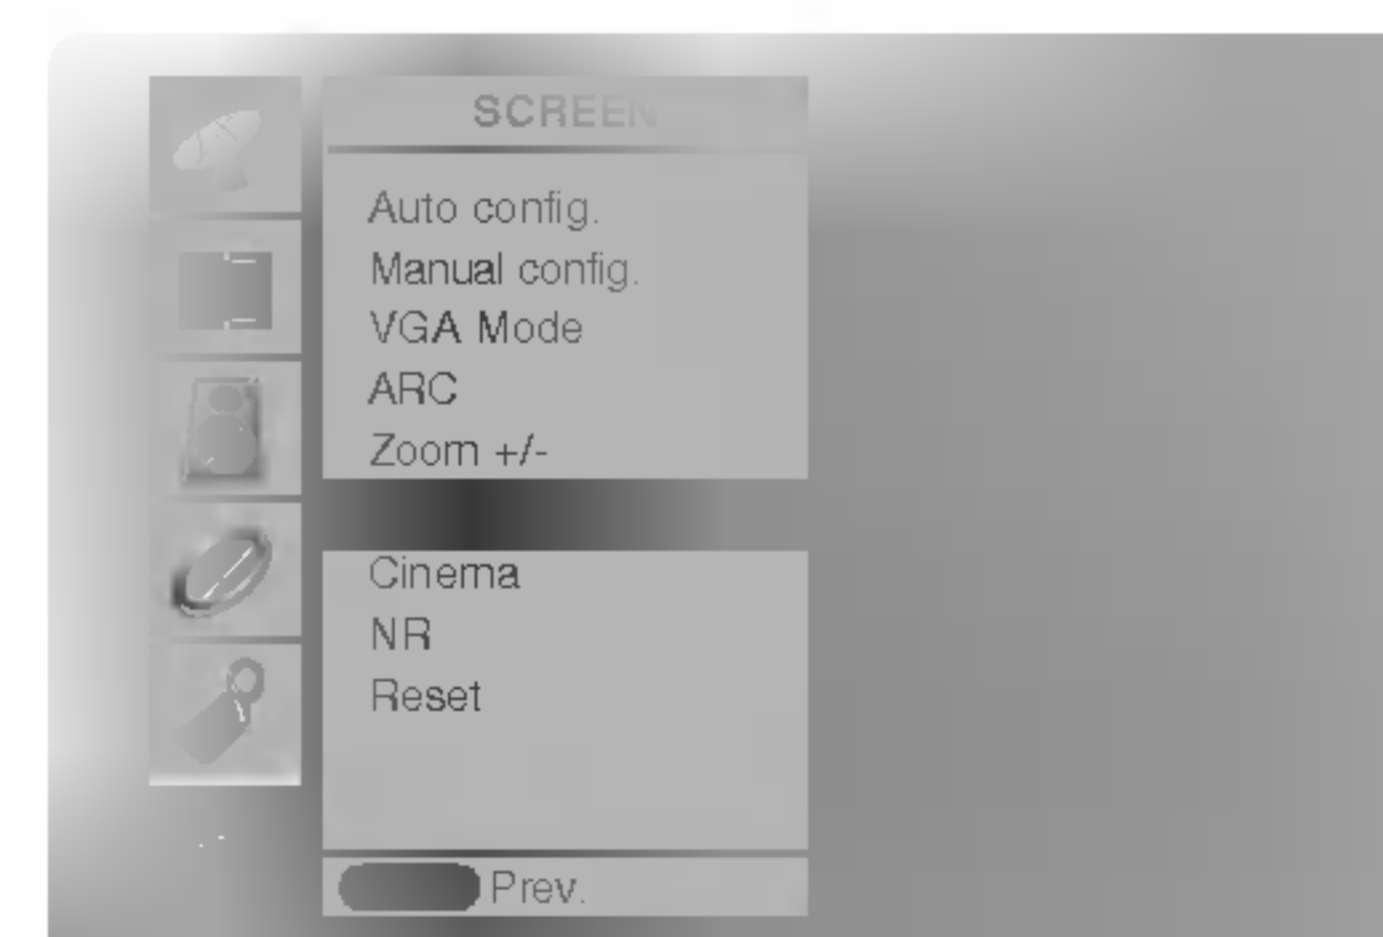 SCREEN
Auto config.
Manual config.
VGA Mode
ARC
Zoom +/-
Cinema
NR
Reset
Prev.